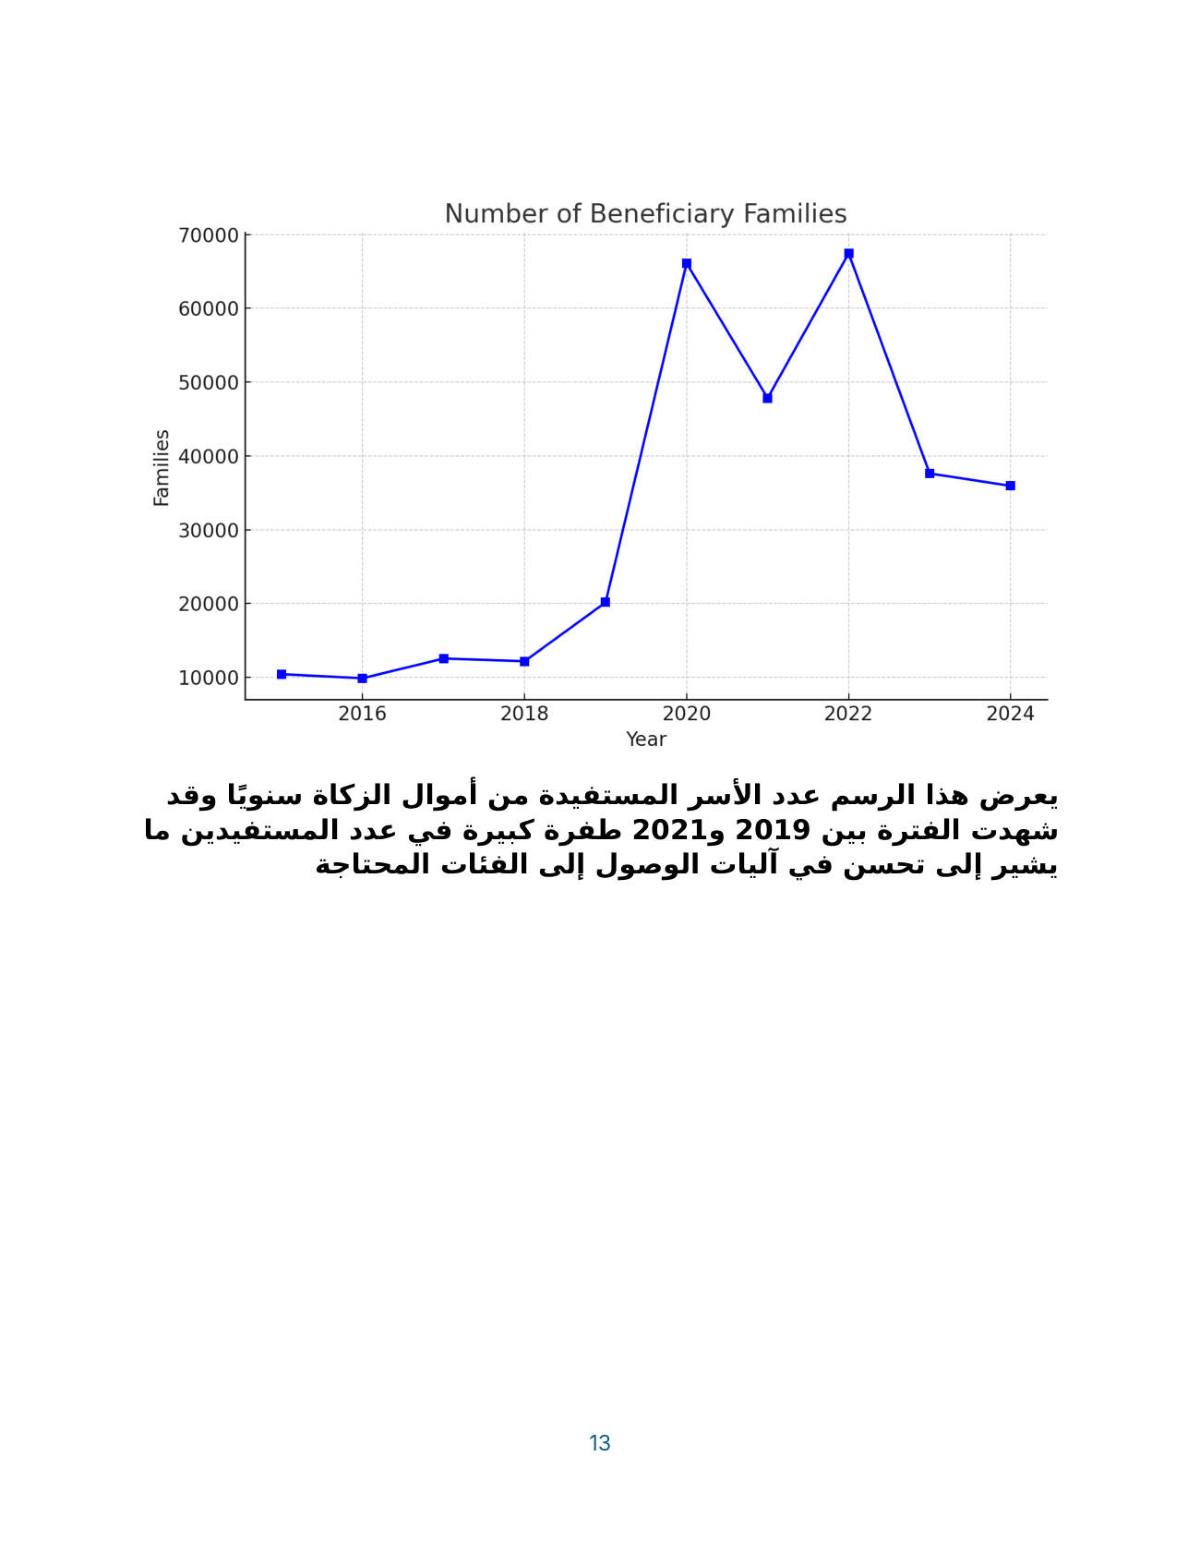 Number of Beneficiary Families
70000
60000
50000
40000
30000
20000
10000
Families
2016 2018 2020 2022 2024
Year
يعرض هذا الرسم عدد الأسر المستفيدة من أموال الزكاة سنويًا وقد
شهدت الفترة بين 2019 و2021 طفرة كبيرة في عدد المستفيدين ما
يشير إلى تحسن في آليات الوصول إلى الفئات المحتاجة
13